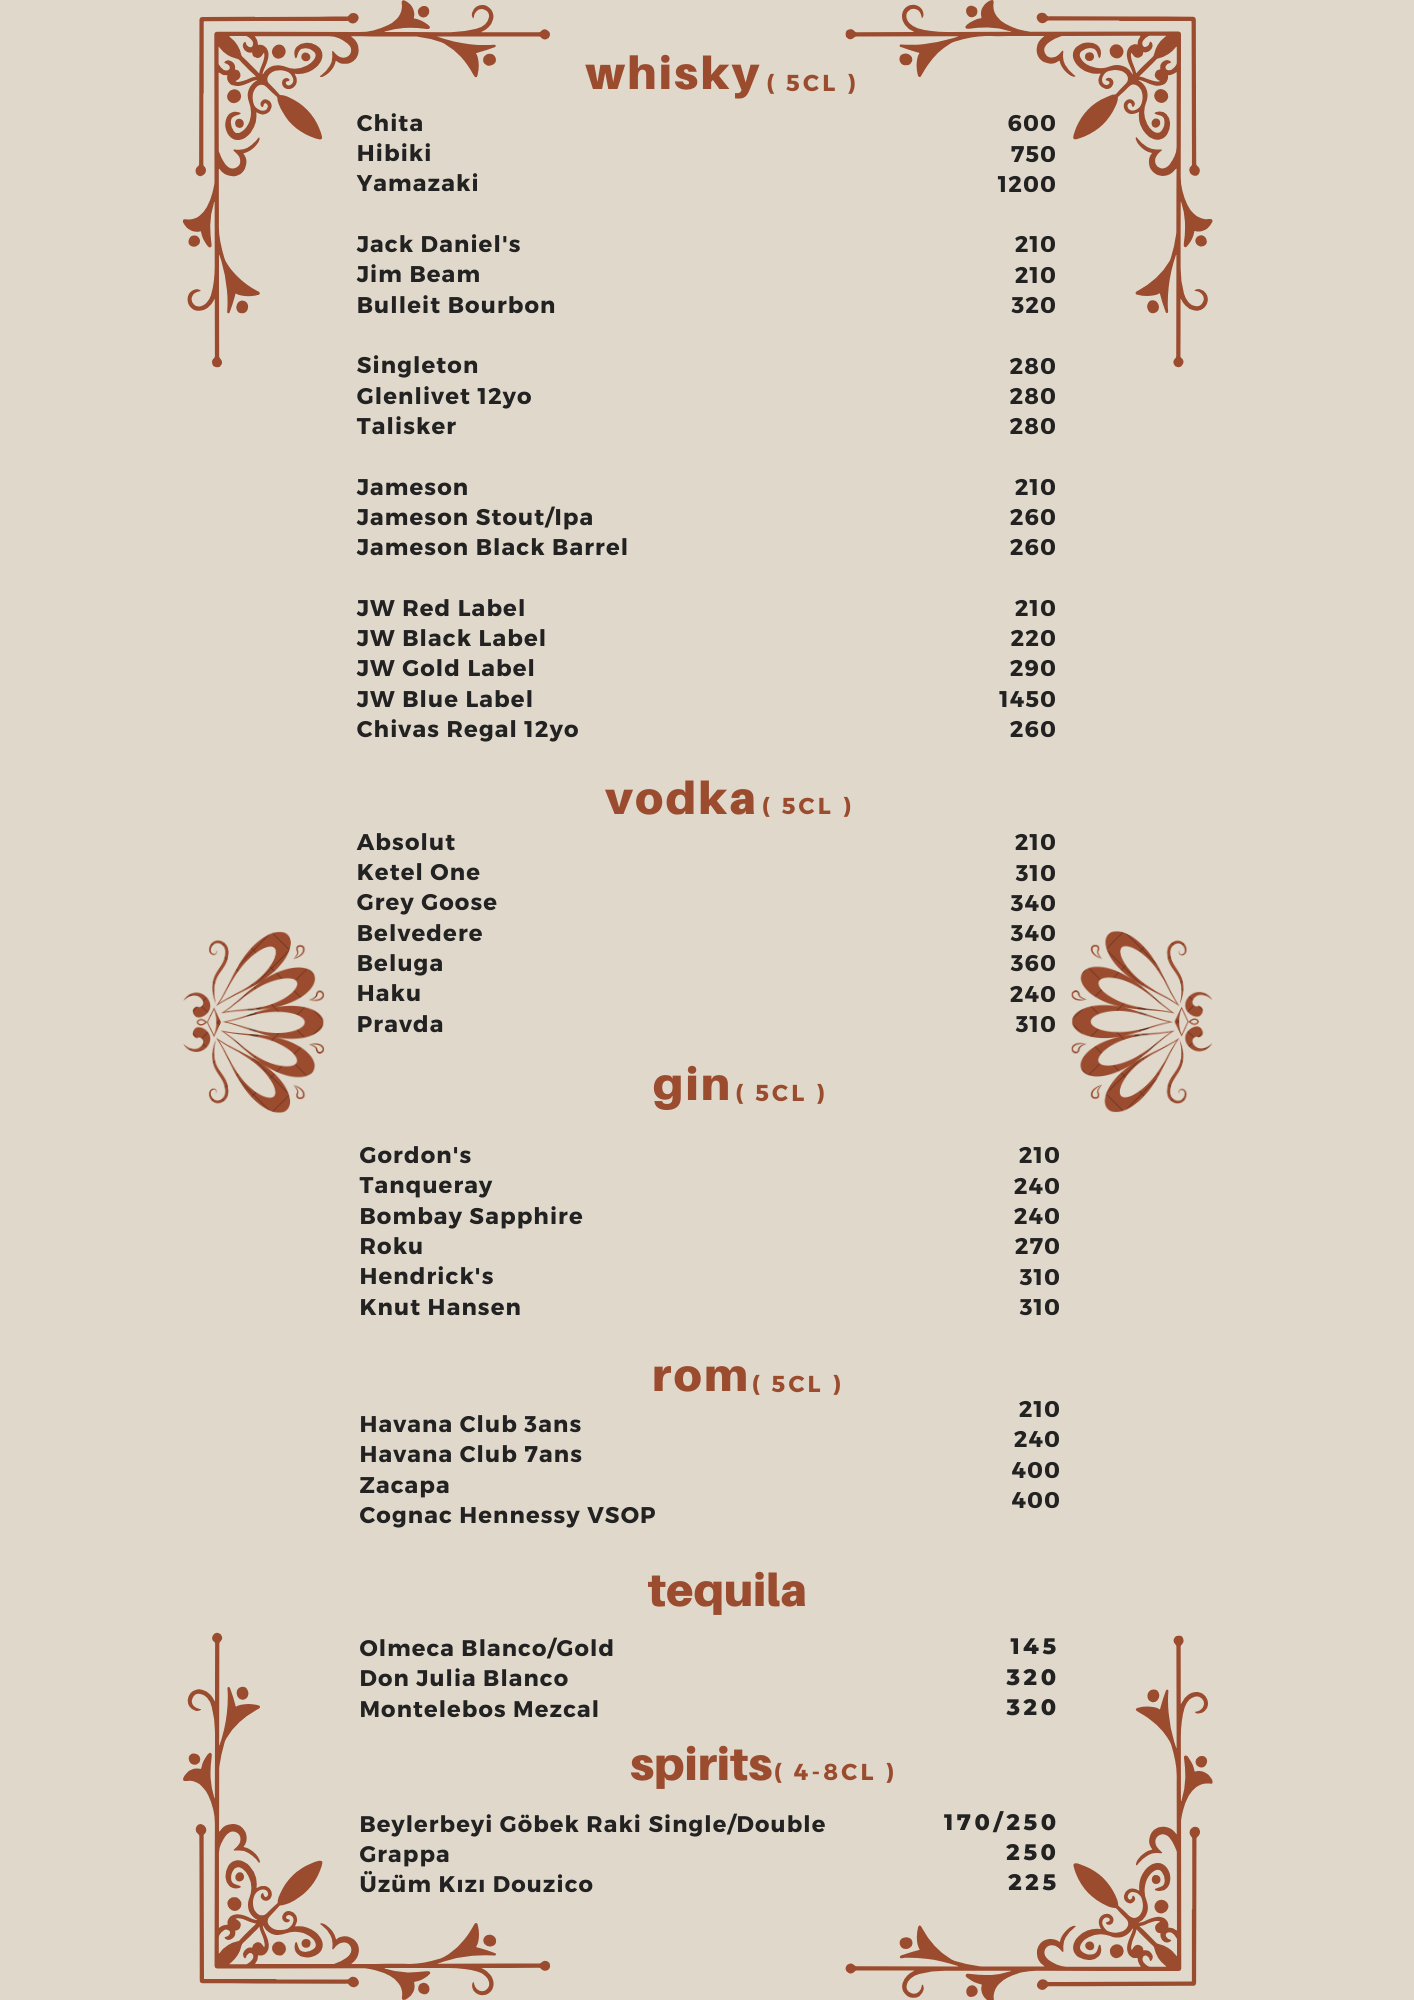 whisky ( 5CL )
Chita 600
Hibiki 750
Yamazaki 1200
Jack Daniel's 210
Jim Beam 210
Bulleit Bourbon 320
Singleton 280
Glenlivet 12yo 280
Talisker 280
Jameson 210
Jameson Stout/Ipa 260
Jameson Black Barrel 260
JW Red Label 210
JW Black Label 220
JW Gold Label 290
JW Blue Label 1450
Chivas Regal 12yo 260
vodka ( 5CL )
Absolut 210
Ketel One 310
Grey Goose 340
Belvedere 340
Beluga 360
Haku 240
Pravda 310
gin ( 5CL )
Gordon's 210
Tanqueray 240
Bombay Sapphire 240
Roku 270
Hendrick's 310
Knut Hansen 310
rom ( 5CL )
Havana Club 3ans 210
Havana Club 7ans 240
Zacapa 400
Cognac Hennessy VSOP 400
tequila
Olmeca Blanco/Gold 145
Don Julia Blanco 320
Montelebos Mezcal 320
spirits ( 4-8CL )
Beylerbeyi Göbek Raki Single/Double 170/250
Grappa 250
Üzüm Kızı Douzico 225